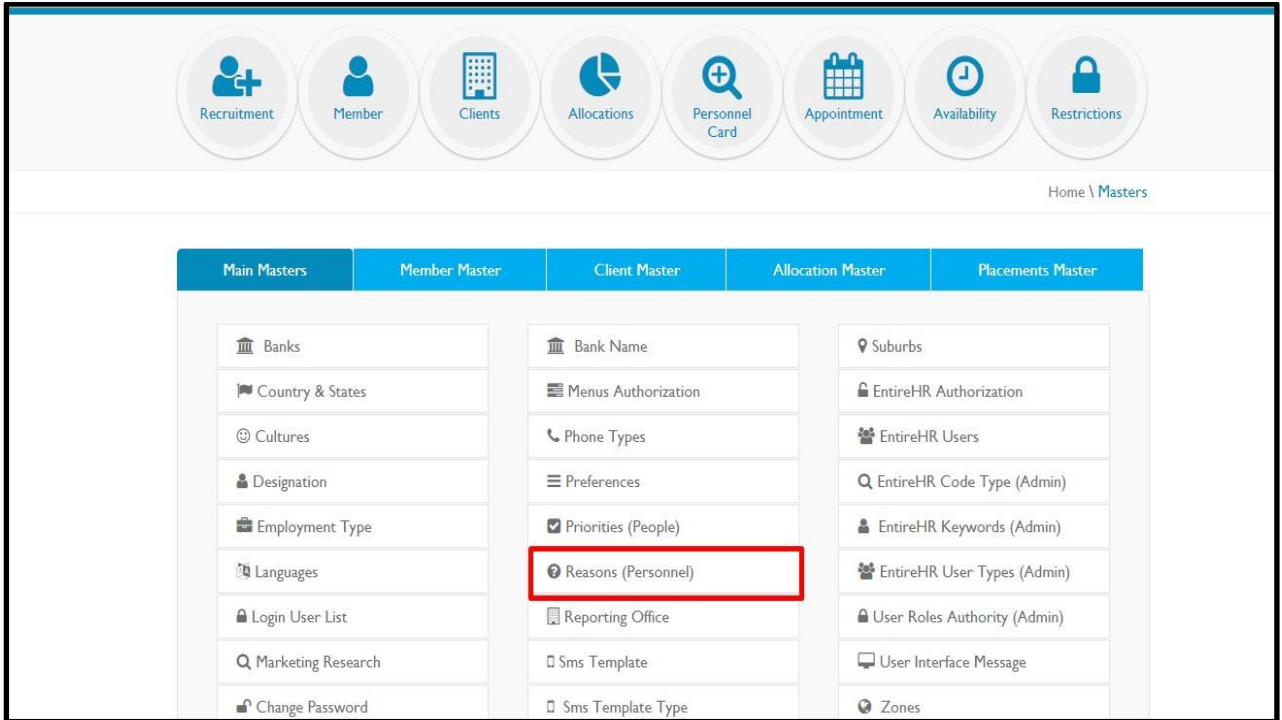 Recruitment
Member
Clients
Allocations
Personnel
Card
Appointment
Availability
Restrictions
Home \ Masters
Main Masters
Member Master
Client Master
Allocation Master
Placements Master
Banks
Bank Name
Suburbs
Country & States
Menus Authorization
EntireHR Authorization
Cultures
Phone Types
EntireHR Users
Designation
Preferences
EntireHR Code Type (Admin)
Employment Type
Priorities (People)
EntireHR Keywords (Admin)
Languages
Reasons (Personnel)
EntireHR User Types (Admin)
Login User List
Reporting Office
User Roles Authority (Admin)
Marketing Research
Sms Template
User Interface Message
Change Password
Sms Template Type
Zones